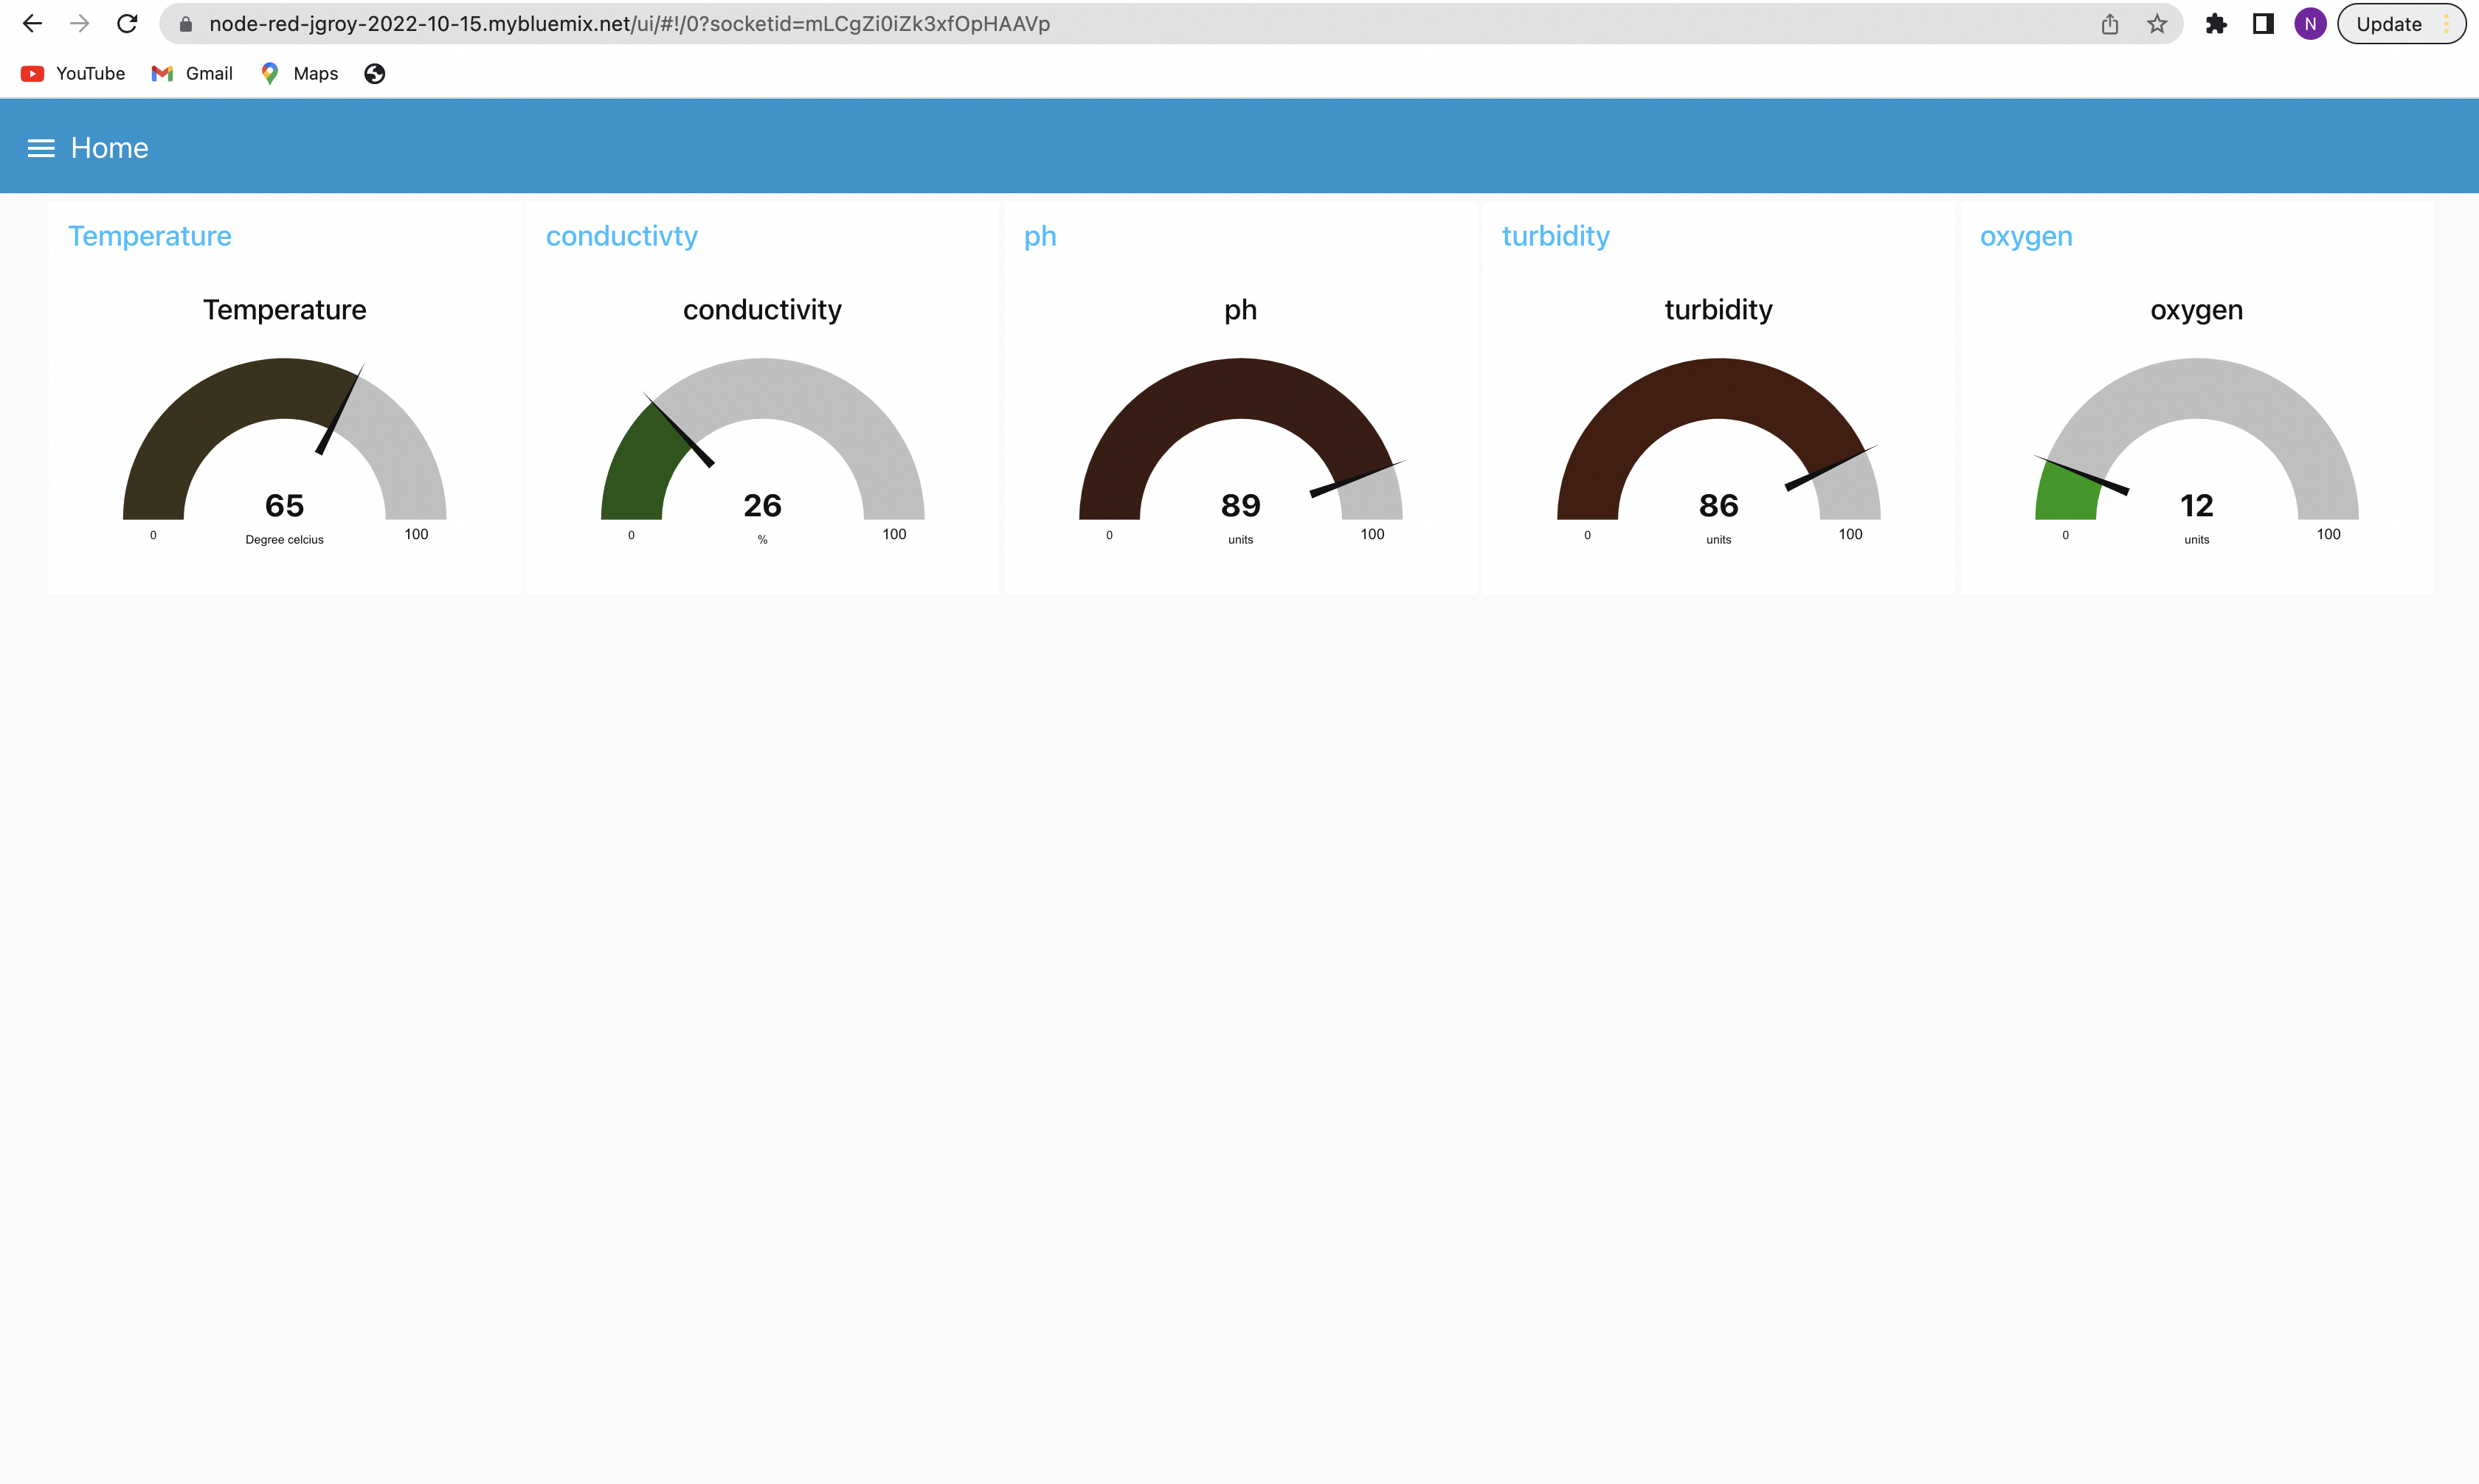 node-red-jgroy-2022-10-15.mybluemix.net/ui/#!/0?socketid=mLCgZi0iZk3xfOpHAAVp
N
Update
YouTube
Gmail
Maps
Home
Temperature
Temperature
65
Degree celcius
0
100
conductivty
conductivity
26
%
0
100
ph
ph
89
units
0
100
turbidity
turbidity
86
units
0
100
oxygen
oxygen
12
units
0
100